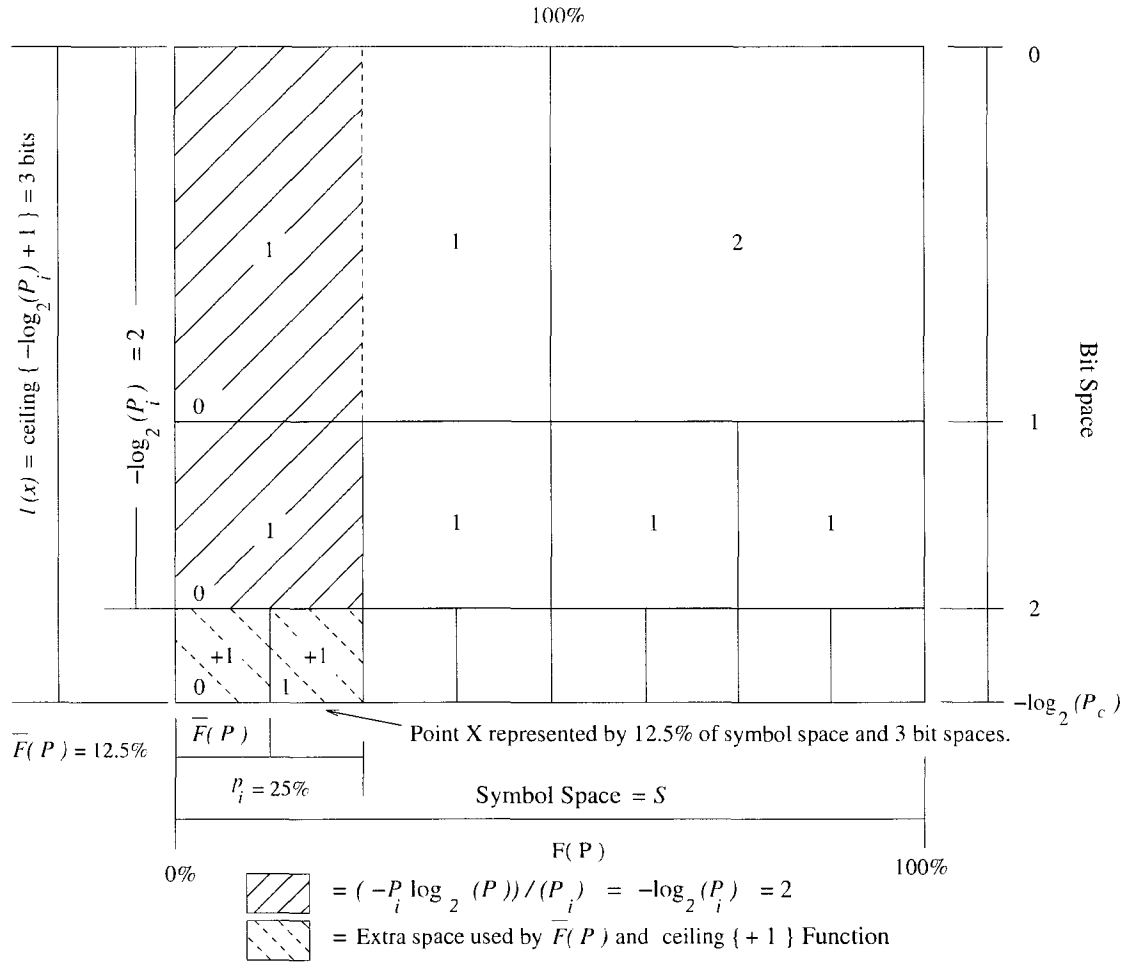 100%
0
l(x) = ceiling { -log₂(Pᵢ) + 1 } = 3 bits
-log₂(Pᵢ) = 2
1
1
2
Bit Space
0
1
1
1
1
1
0
2
+1
+1
0
1
-log₂(P_c)
F̅(P) = 12.5%
F̅(P)
Point X represented by 12.5% of symbol space and 3 bit spaces.
pᵢ = 25%
Symbol Space = S
F(P)
0%
100%
= (-Pᵢ log₂ (P))/(Pᵢ) = -log₂(Pᵢ) = 2
= Extra space used by F̅(P) and ceiling { + 1 } Function